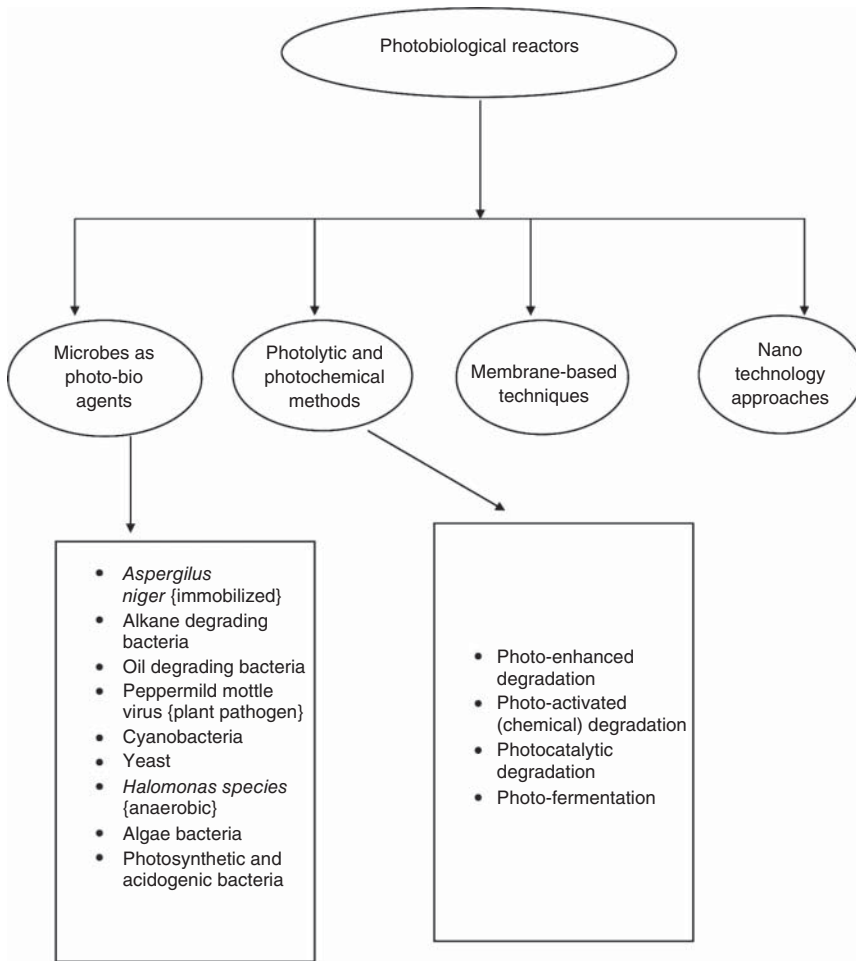 Photobiological reactors
Microbes as
photo-bio
agents
Photolytic and
photochemical
methods
Membrane-based
techniques
Nano
technology
approaches
• Aspergilus
niger {immobilized}
• Alkane degrading
bacteria
• Oil degrading bacteria
• Peppermild mottle
virus {plant pathogen}
• Cyanobacteria
• Yeast
• Halomonas species
{anaerobic}
• Algae bacteria
• Photosynthetic and
acidogenic bacteria
• Photo-enhanced
degradation
• Photo-activated
(chemical) degradation
• Photocatalytic
degradation
• Photo-fermentation